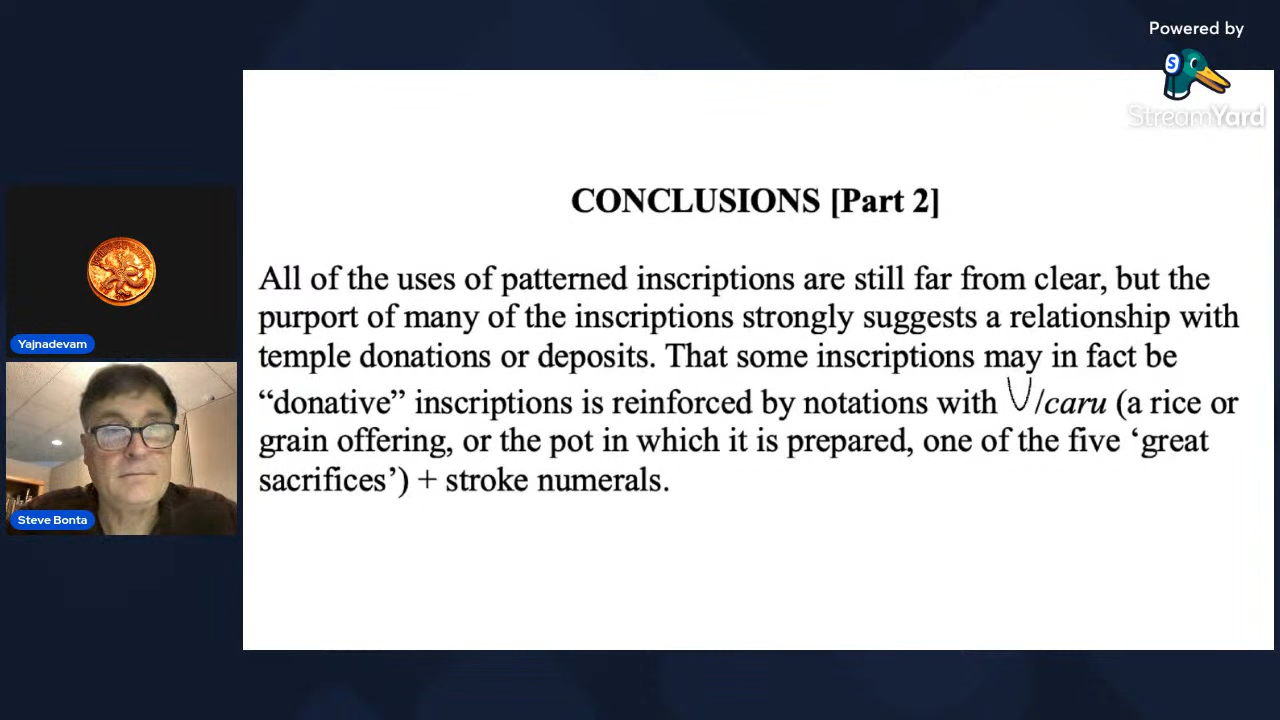 Powered by
StreamYard
CONCLUSIONS [Part 2]
All of the uses of patterned inscriptions are still far from clear, but the
purport of many of the inscriptions strongly suggests a relationship with
temple donations or deposits. That some inscriptions may in fact be
“donative” inscriptions is reinforced by notations with /caru (a rice or
grain offering, or the pot in which it is prepared, one of the five ‘great
sacrifices’) + stroke numerals.
Yajnadevam
Steve Bonta